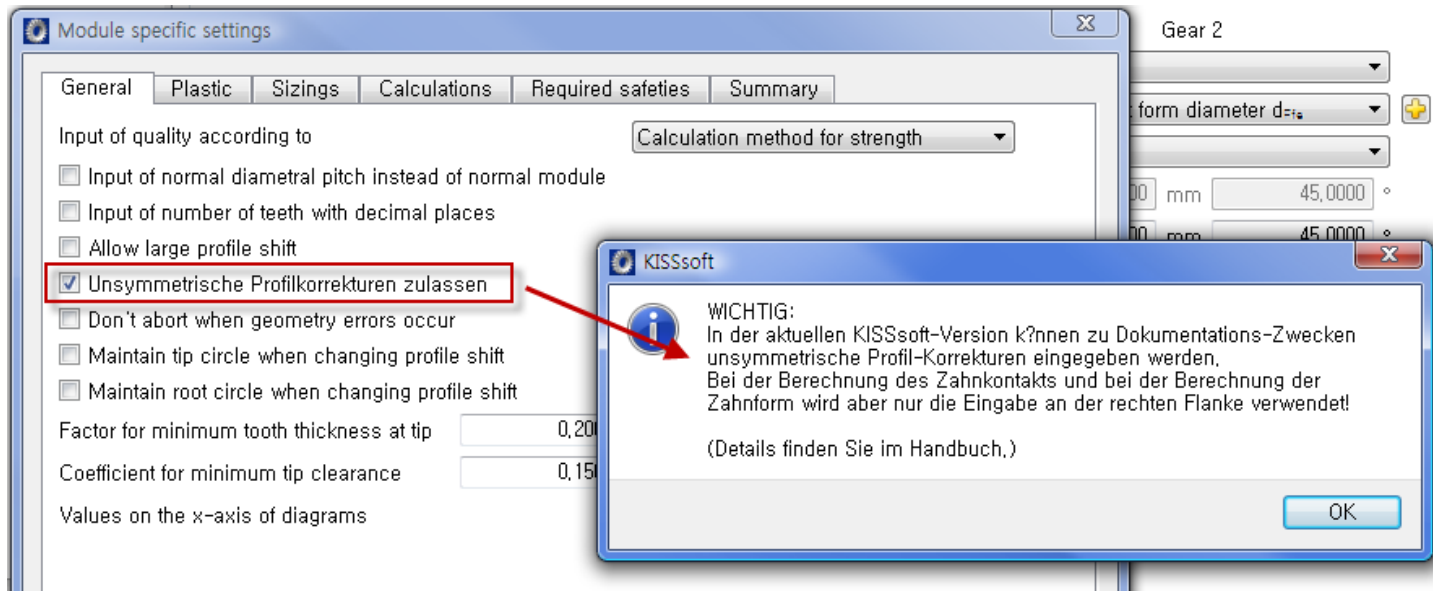 Module specific settings
Gear 2
General Plastic Sizings Calculations Required safeties Summary
form diameter
Input of quality according to Calculation method for strength
Input of normal diametral pitch instead of normal module
00 mm 45,0000 °
Input of number of teeth with decimal places
00 mm 45,0000 °
Allow large profile shift
KISSsoft
Unsymmetrische Profilkorrekturen zulassen
Don't abort when geometry errors occur
Maintain tip circle when changing profile shift
Maintain root circle when changing profile shift
Factor for minimum tooth thickness at tip 0,20
Coefficient for minimum tip clearance 0,15
Values on the x-axis of diagrams
WICHTIG:
In der aktuellen KISSsoft-Version k?nnen zu Dokumentations-Zwecken
unsymmetrische Profil-Korrekturen eingegeben werden,
Bei der Berechnung des Zahnkontakts und bei der Berechnung der
Zahnform wird aber nur die Eingabe an der rechten Flanke verwendet!
(Details finden Sie im Handbuch,)
OK